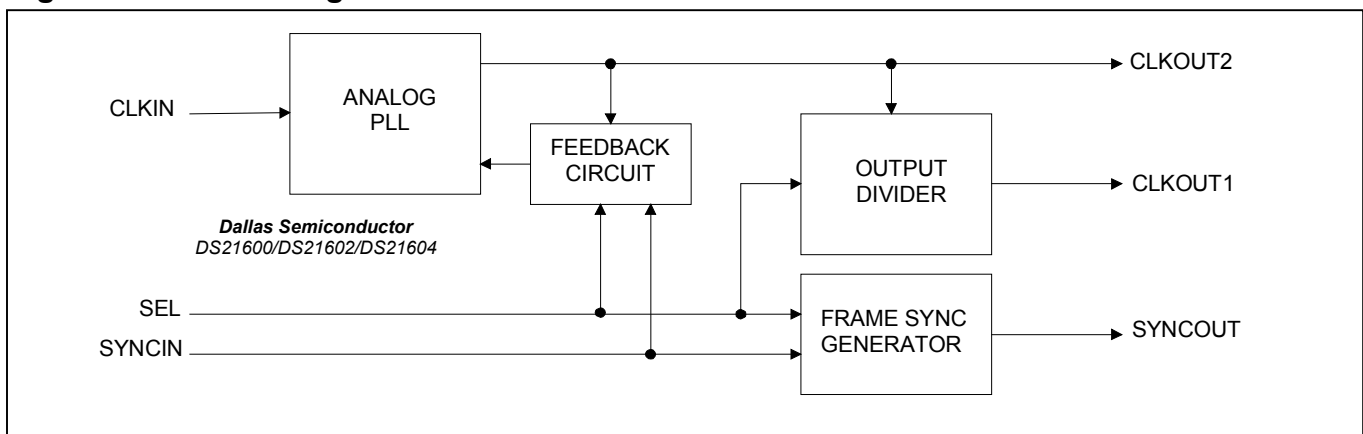 CLKIN
ANALOG
PLL
FEEDBACK
CIRCUIT
OUTPUT
DIVIDER
CLKOUT2
CLKOUT1
Dallas Semiconductor
DS21600/DS21602/DS21604
SEL
SYNCIN
FRAME SYNC
GENERATOR
SYNCOUT